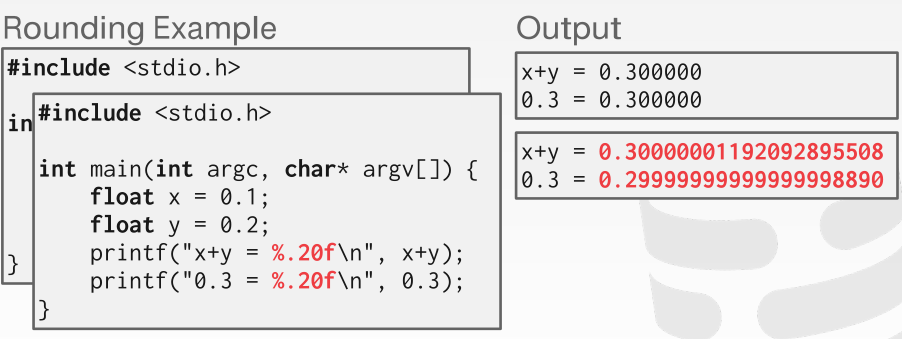 Rounding Example
#include <stdio.h>
in
}
#include <stdio.h>
int main(int argc, char* argv[]) {
    float x = 0.1;
    float y = 0.2;
    printf("x+y = %.20f\n", x+y);
    printf("0.3 = %.20f\n", 0.3);
}
Output
x+y = 0.300000
0.3 = 0.300000
x+y = 0.30000001192092895508
0.3 = 0.29999999999999998890